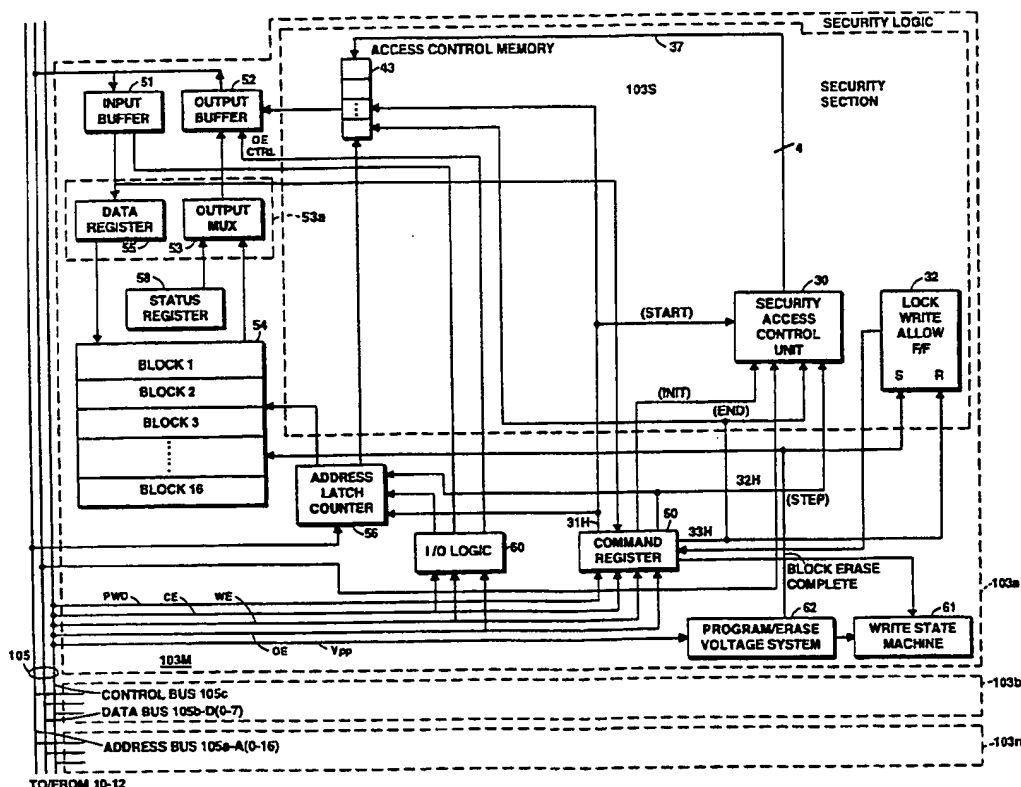 SECURITY LOGIC
ACCESS CONTROL MEMORY
37
43
103S
SECURITY
SECTION
51
INPUT
BUFFER
52
OUTPUT
BUFFER
OE
CTRL
4
DATA
REGISTER
55
OUTPUT
MUX
53
53a
58
STATUS
REGISTER
54
BLOCK 1
BLOCK 2
BLOCK 3
BLOCK 16
(START)
30
SECURITY
ACCESS
CONTROL
UNIT
32
LOCK
WRITE
ALLOW
F/F
S R
(INIT)
(END)
ADDRESS
LATCH
COUNTER
56
32H
(STEP)
31H
50
33H
I/O LOGIC
60
COMMAND
REGISTER
BLOCK ERASE
COMPLETE
103a
PWD
CE
WE
OE
Vpp
62
PROGRAM/ERASE
VOLTAGE SYSTEM
61
WRITE STATE
MACHINE
105
103M
CONTROL BUS 105c
103b
DATA BUS 105b-D(0-7)
ADDRESS BUS 105a-A(0-16)
103n
TO/FROM 10-12